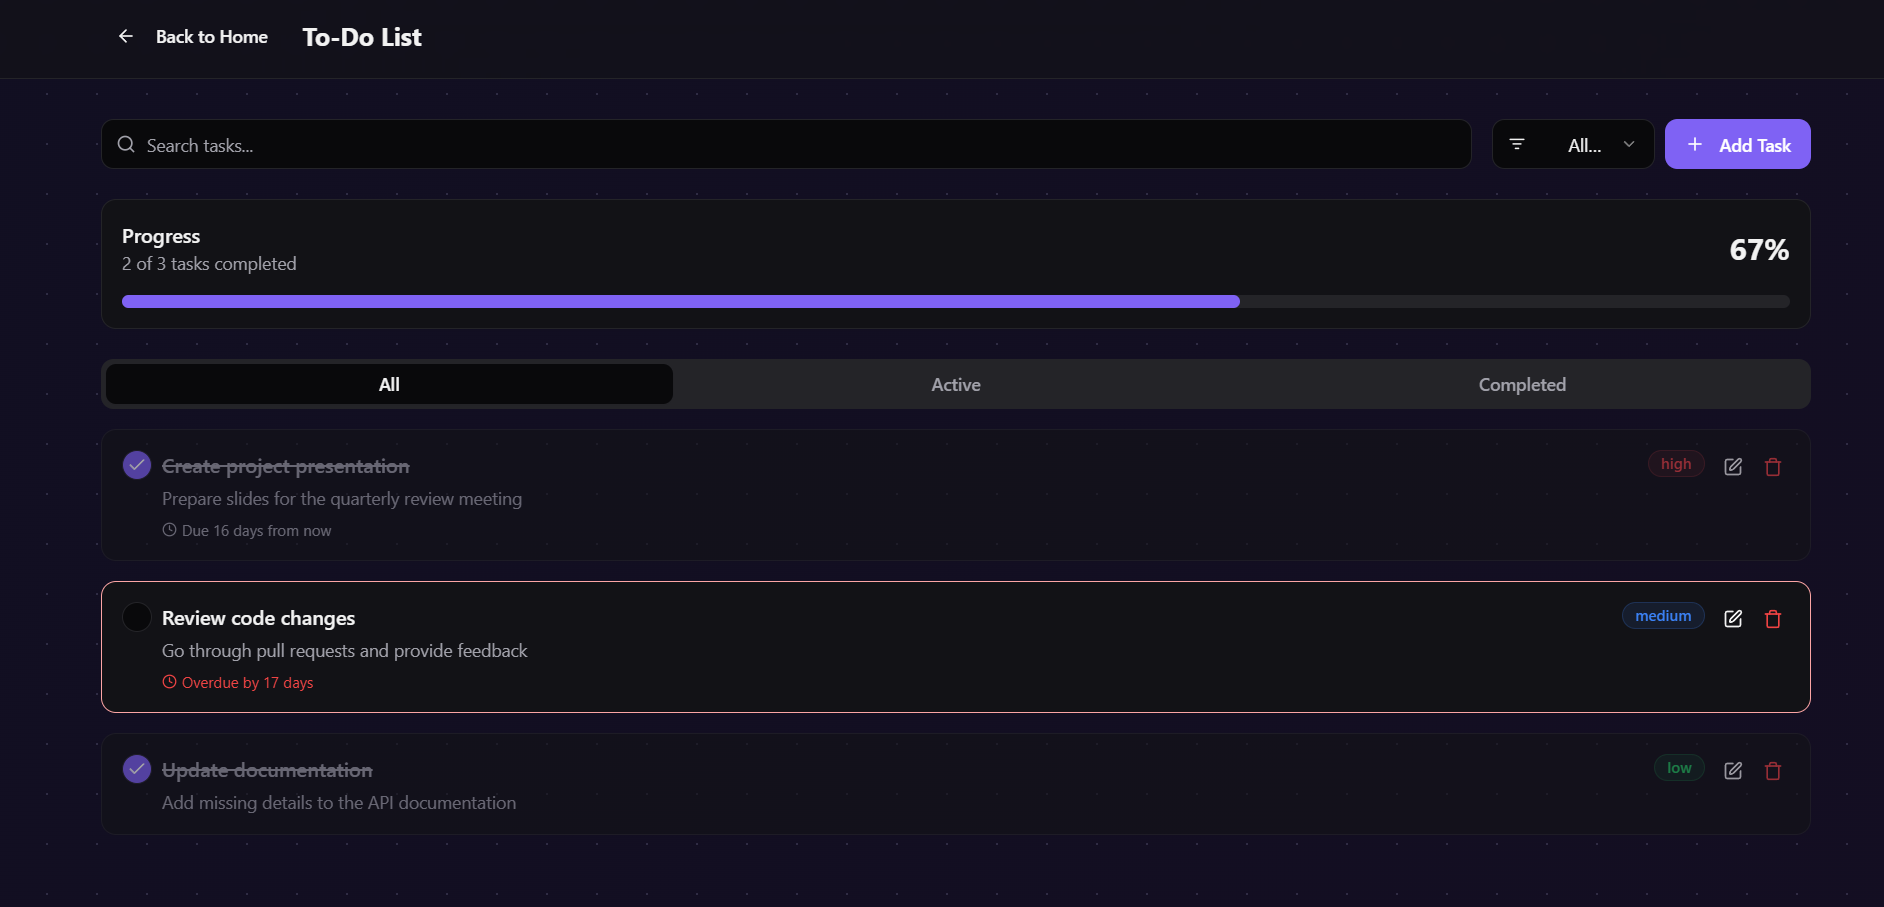 Back to Home
To-Do List
Search tasks...
All...
Add Task
Progress
2 of 3 tasks completed
67%
All
Active
Completed
Create project presentation
high
Prepare slides for the quarterly review meeting
Due 16 days from now
Review code changes
medium
Go through pull requests and provide feedback
Overdue by 17 days
Update documentation
low
Add missing details to the API documentation